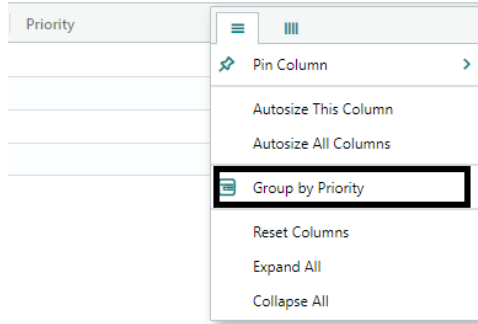 Priority
Pin Column
Autosize This Column
Autosize All Columns
Group by Priority
Reset Columns
Expand All
Collapse All